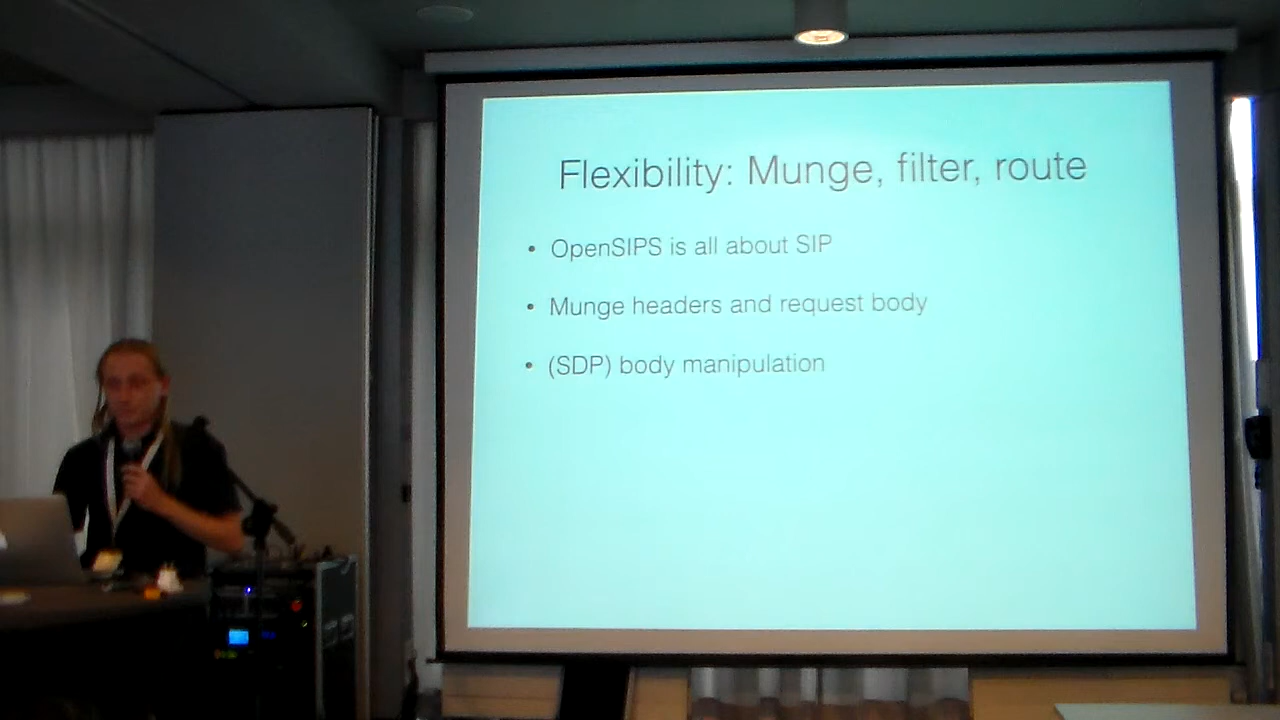 Flexibility: Munge, filter, route
• OpenSIPS is all about SIP
• Munge headers and request body
• (SDP) body manipulation